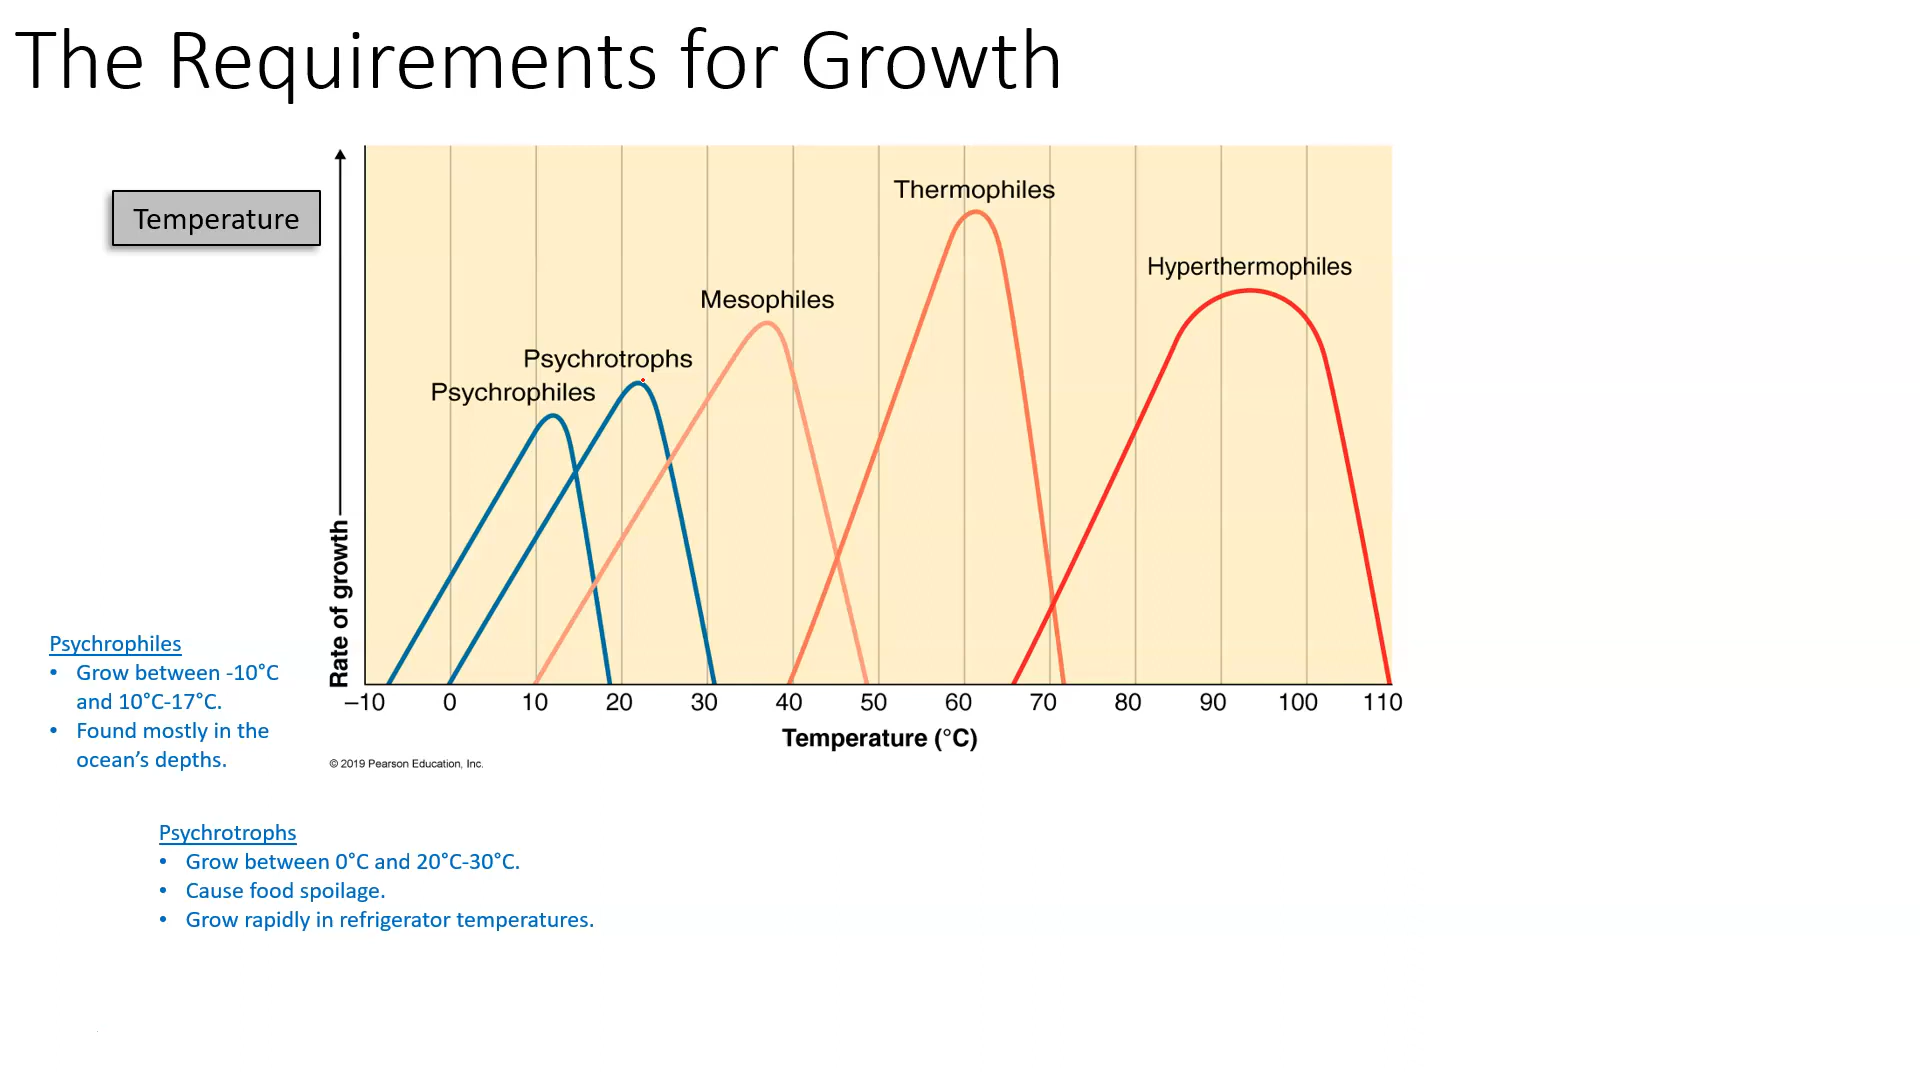 The Requirements for Growth
Temperature
Thermophiles
Hyperthermophiles
Mesophiles
Psychrotrophs
Psychrophiles
Rate of growth
–10 0 10 20 30 40 50 60 70 80 90 100 110
Temperature (°C)
© 2019 Pearson Education, Inc.
Psychrophiles
• Grow between -10°C
and 10°C-17°C.
• Found mostly in the
ocean’s depths.
Psychrotrophs
• Grow between 0°C and 20°C-30°C.
• Cause food spoilage.
• Grow rapidly in refrigerator temperatures.